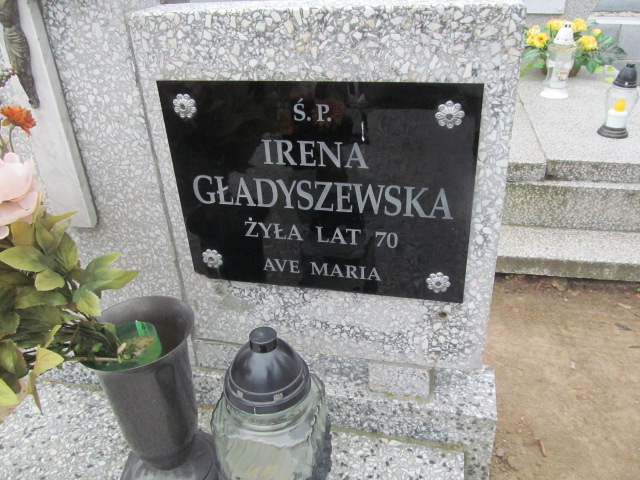 Ś.P.
IRENA
GŁADYSZEWSKA
ŻYŁA LAT 70
AVE MARIA